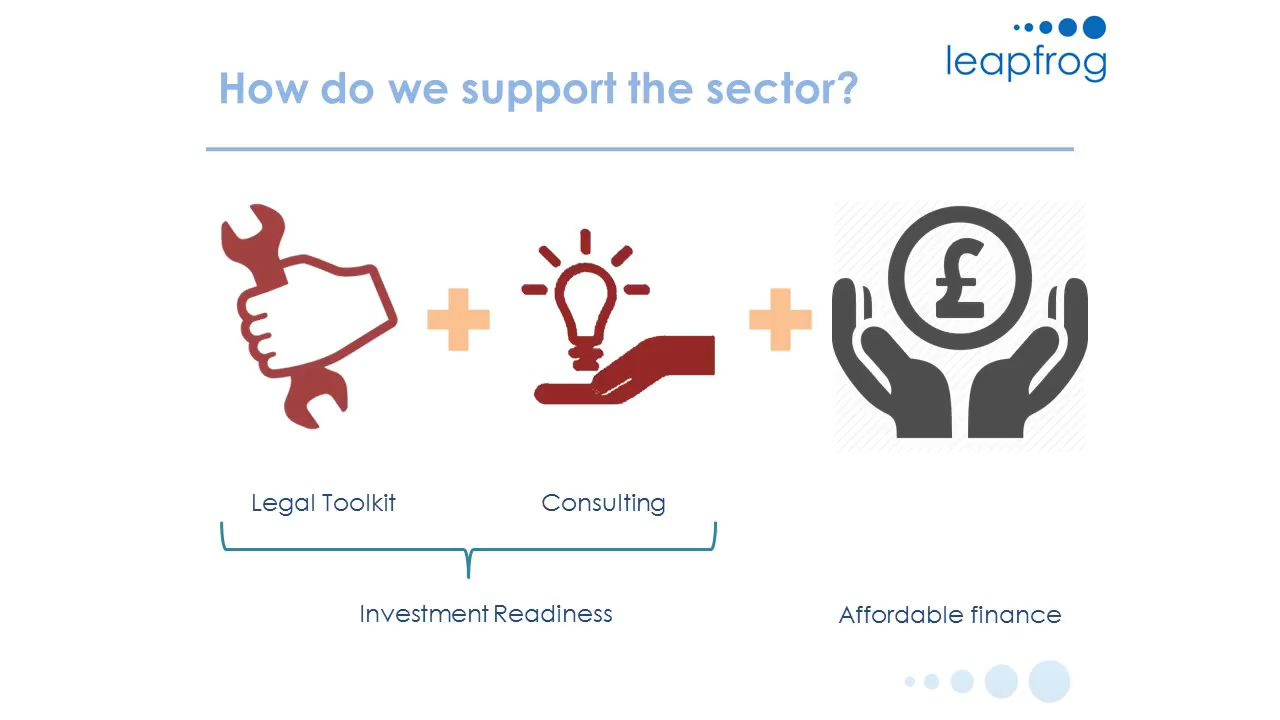 leapfrog
How do we support the sector?
£
Legal Toolkit
Consulting
Investment Readiness
Affordable finance